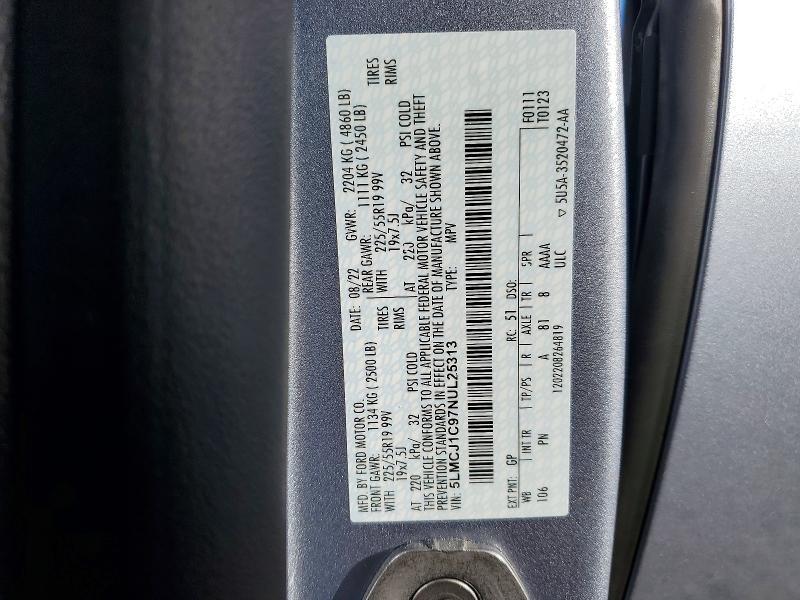 MFD BY FORD MOTOR CO.
DATE: 08/22 GVWR: 2204 KG ( 4860 LB)
FRONT GAWR: REAR GAWR:
1134 KG ( 2500 LB) 1111 KG ( 2450 LB)
WITH 225/55R19 99V TIRES WITH 225/55R19 99V TIRES
19x7.5J RIMS 19x7.5J RIMS
AT 220 kPa/ 32 PSI COLD AT 220 kPa/ 32 PSI COLD
THIS VEHICLE CONFORMS TO ALL APPLICABLE FEDERAL MOTOR VEHICLE SAFETY AND THEFT
PREVENTION STANDARDS IN EFFECT ON THE DATE OF MANUFACTURE SHOWN ABOVE.
VIN: 5LMCJ1C97NUL25313 TYPE: MPV
EXT PNT: GP RC: 51 DSO: F0111
WB INT TR TP/PS R AXLE TR SPR T0123
106 PN A 81 8 AAAA
1202208264819 ULC
5U5A-3520472-AA